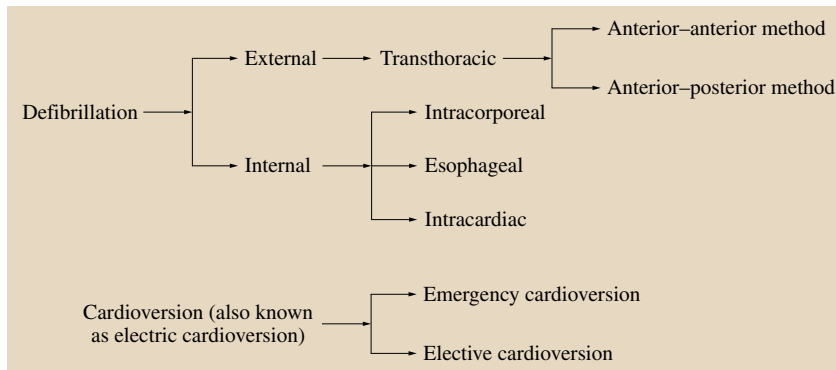 Anterior–anterior method
External
Transthoracic
Anterior–posterior method
Defibrillation
Intracorporeal
Internal
Esophageal
Intracardiac
Emergency cardioversion
Cardioversion (also known
as electric cardioversion)
Elective cardioversion